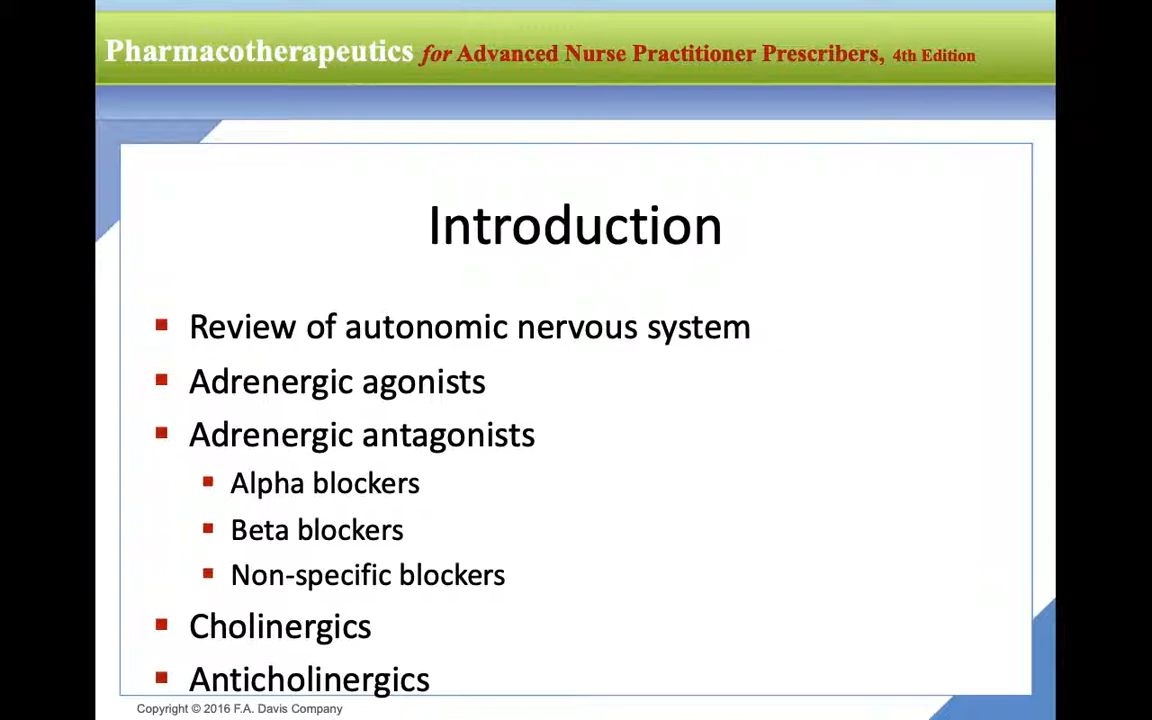 Pharmacotherapeutics for Advanced Nurse Practitioner Prescribers, 4th Edition
Introduction
Review of autonomic nervous system
Adrenergic agonists
Adrenergic antagonists
Alpha blockers
Beta blockers
Non-specific blockers
Cholinergics
Anticholinergics
Copyright © 2016 F.A. Davis Company